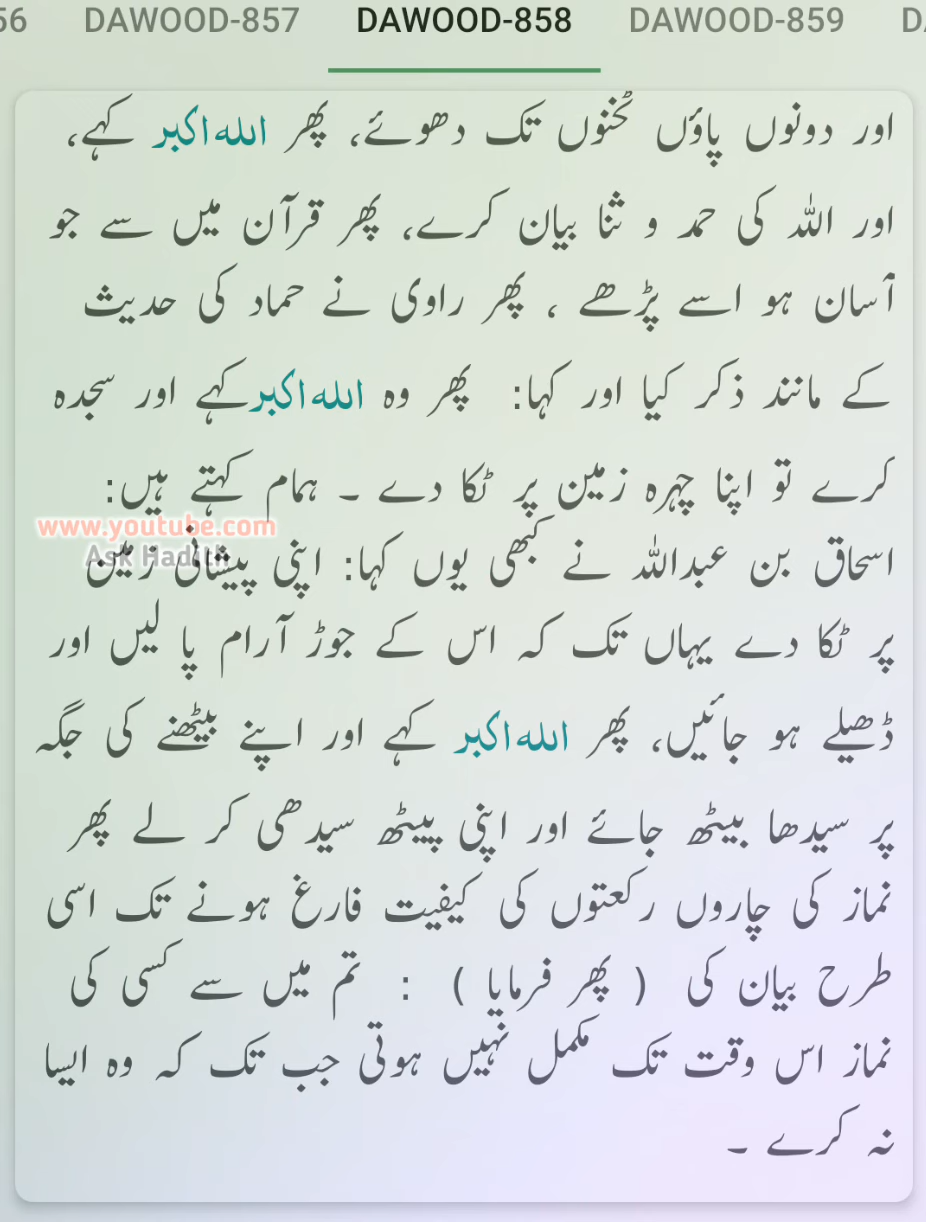 56 DAWOOD-857 DAWOOD-858 DAWOOD-859 DA
اور دونوں پاؤں ٹخنوں تک دھوئے، پھر اللہ اکبر کہے،
اور اللہ کی حمد و ثنا بیان کرے، پھر قرآن میں سے جو
آسان ہو اسے پڑھے ، پھر راوی نے حماد کی حدیث
کے مانند ذکر کیا اور کہا: پھر وہ اللہ اکبر کہے اور سجدہ
کرے تو اپنا چہرہ زمین پر ٹکا دے ۔ ہمام کہتے ہیں:
www.youtube.com
Ask Hadith
اسحاق بن عبداللہ نے کبھی یوں کہا: اپنی پیشانی زمین
پر ٹکا دے یہاں تک کہ اس کے جوڑ آرام پا لیں اور
ڈھیلے ہو جائیں، پھر اللہ اکبر کہے اور اپنے بیٹھنے کی جگہ
پر سیدھا بیٹھ جائے اور اپنی پیٹھ سیدھی کر لے پھر
نماز کی چاروں رکعتوں کی کیفیت فارغ ہونے تک اسی
طرح بیان کی ( پھر فرمایا ) : تم میں سے کسی کی
نماز اس وقت تک مکمل نہیں ہوتی جب تک کہ وہ ایسا
نہ کرے ۔